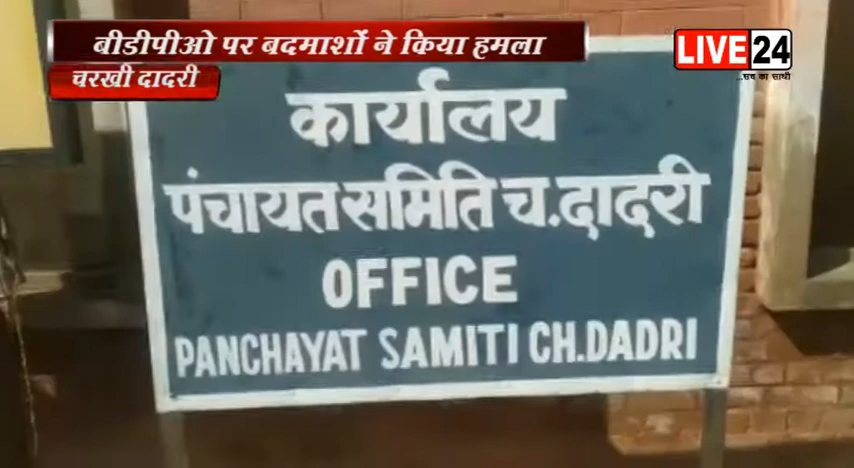 बीडीपीओ पर बदमाशों ने किया हमला
चरखी दादरी
LIVE 24
...सच का साथी
कार्यालय
पंचायत समिति च.दादरी
OFFICE
PANCHAYAT SAMITI CH.DADRI